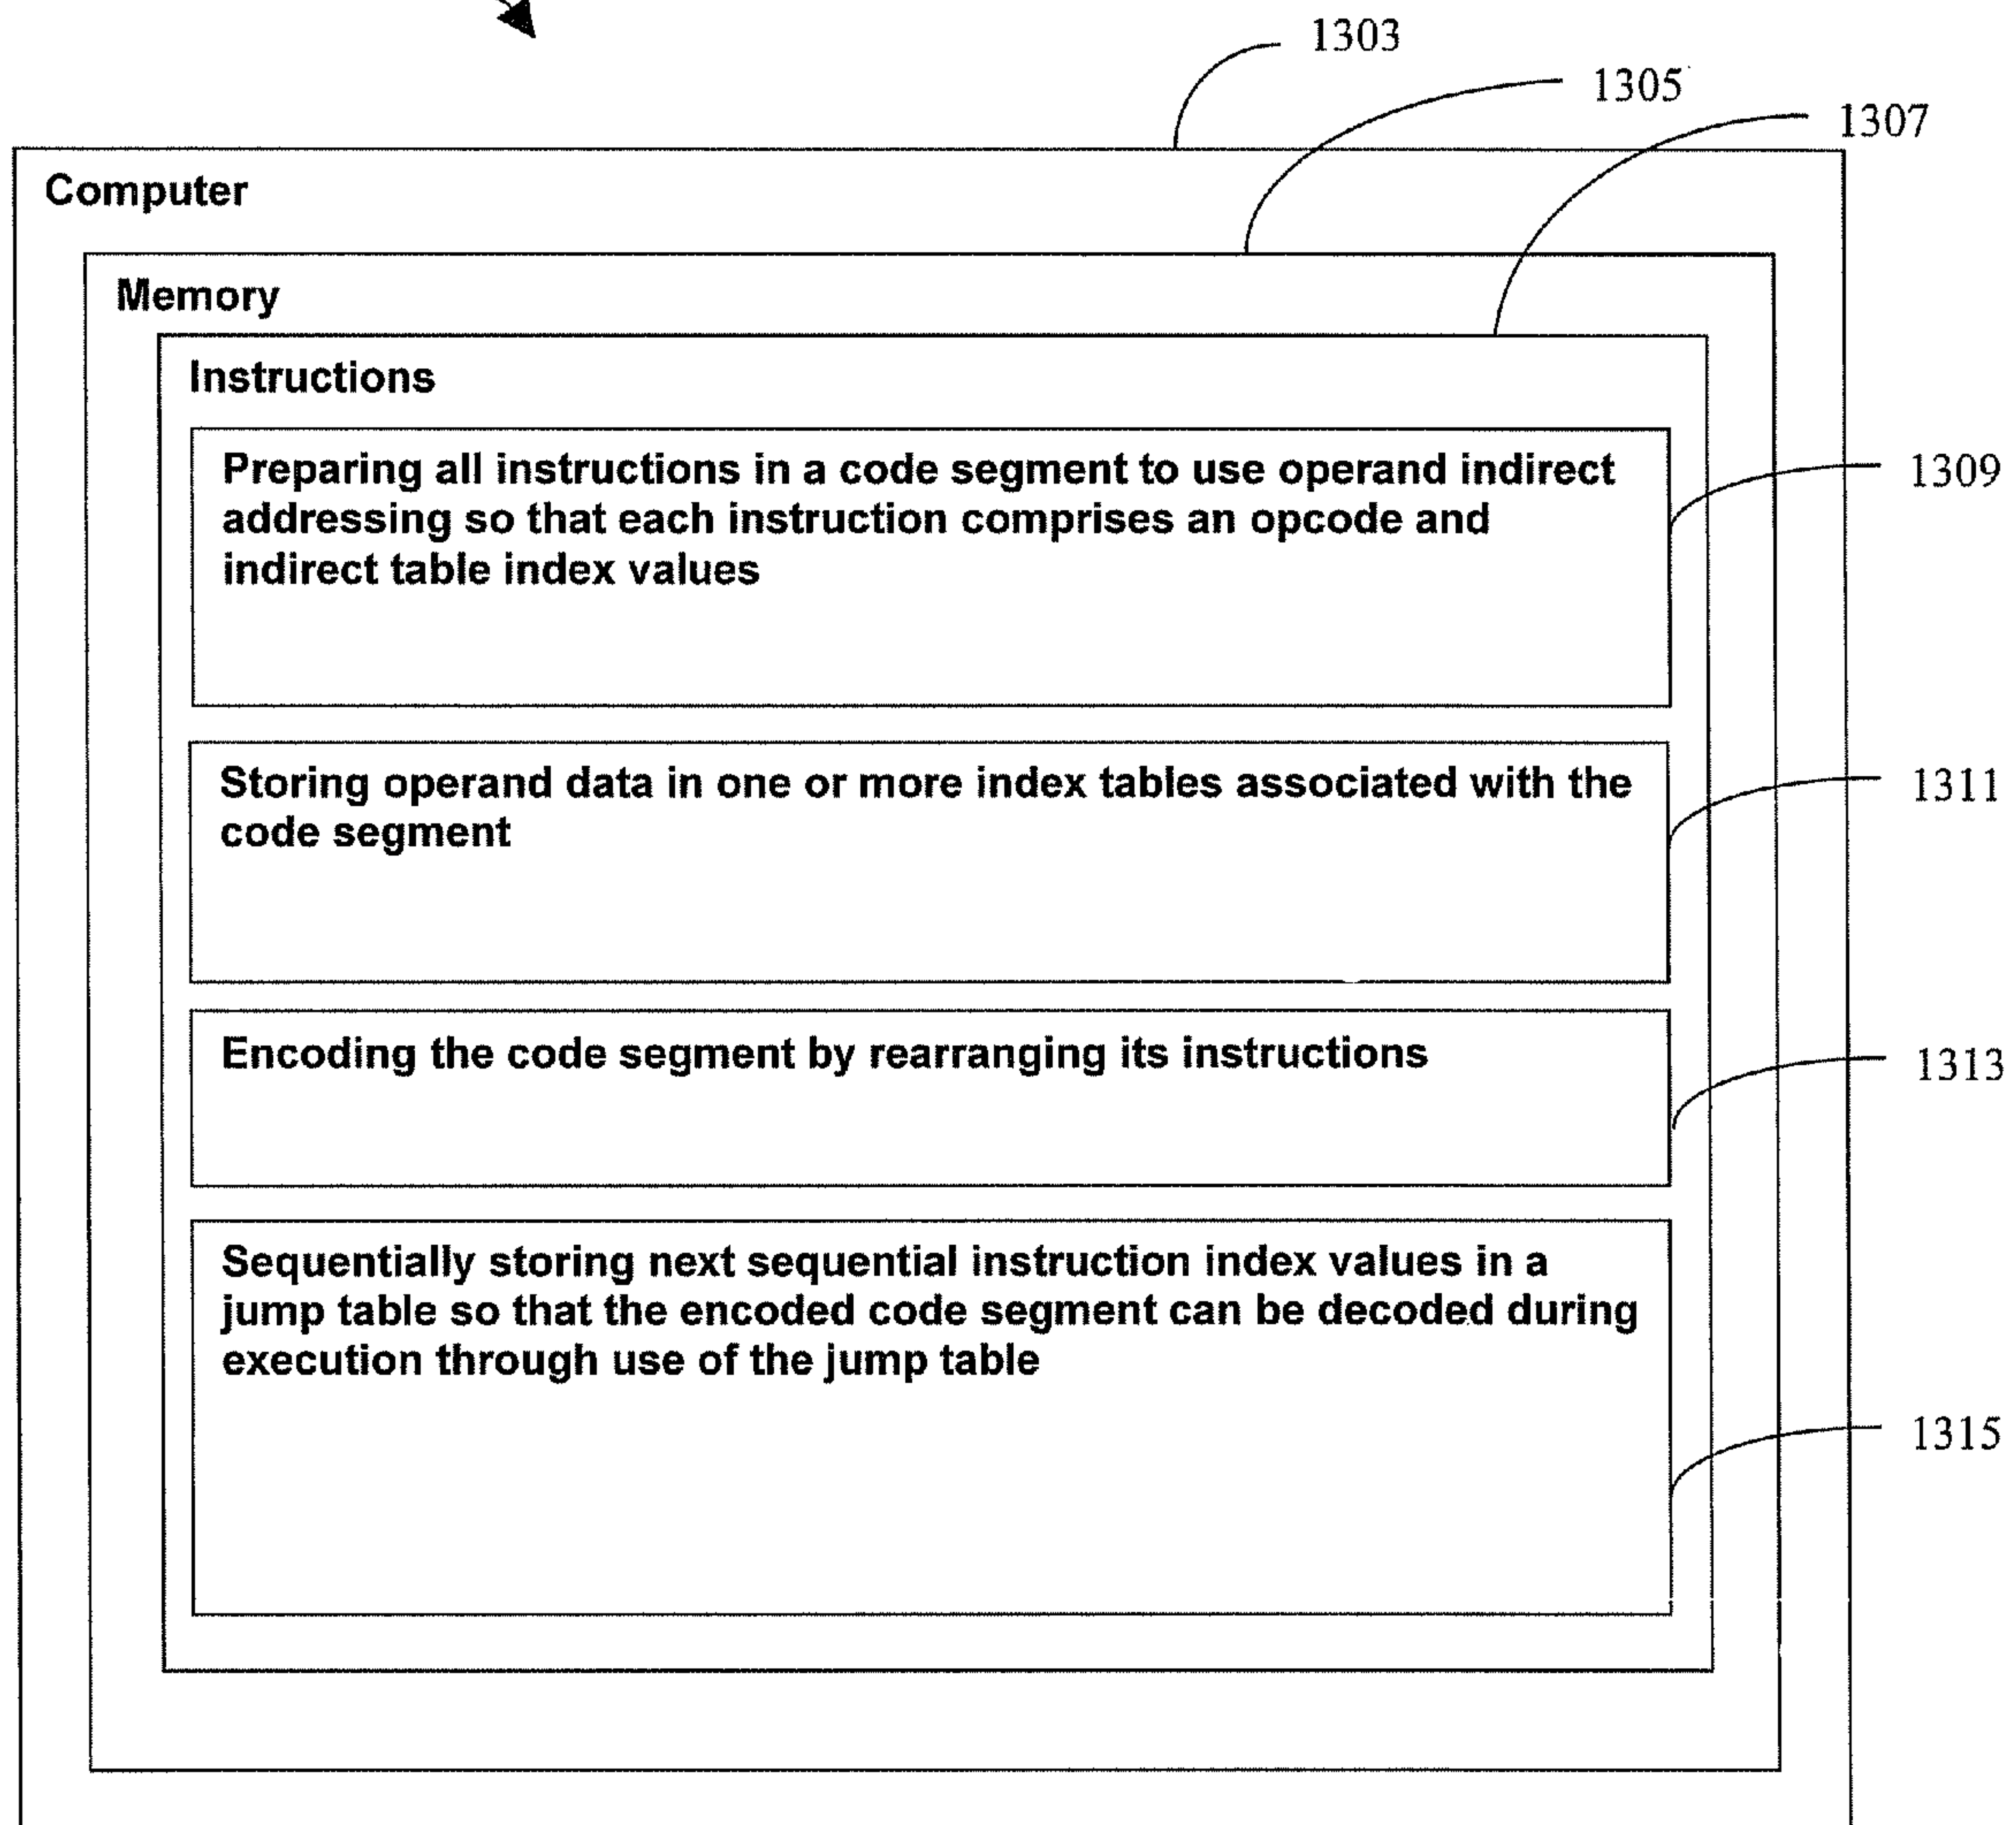 1303
1305
1307
Computer
Memory
Instructions
Preparing all instructions in a code segment to use operand indirect
addressing so that each instruction comprises an opcode and
indirect table index values
1309
Storing operand data in one or more index tables associated with the
code segment
1311
Encoding the code segment by rearranging its instructions
1313
Sequentially storing next sequential instruction index values in a
jump table so that the encoded code segment can be decoded during
execution through use of the jump table
1315